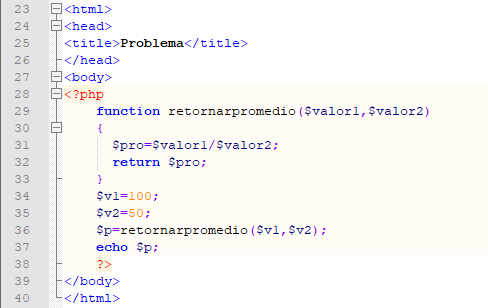 23 <html>
24 <head>
25 <title>Problema</title>
26 </head>
27 <body>
28 <?php
29 function retornarpromedio($valor1,$valor2)
30 {
31 $pro=$valor1/$valor2;
32 return $pro;
33 }
34 $v1=100;
35 $v2=50;
36 $p=retornarpromedio($v1,$v2);
37 echo $p;
38 ?>
39 </body>
40 </html>